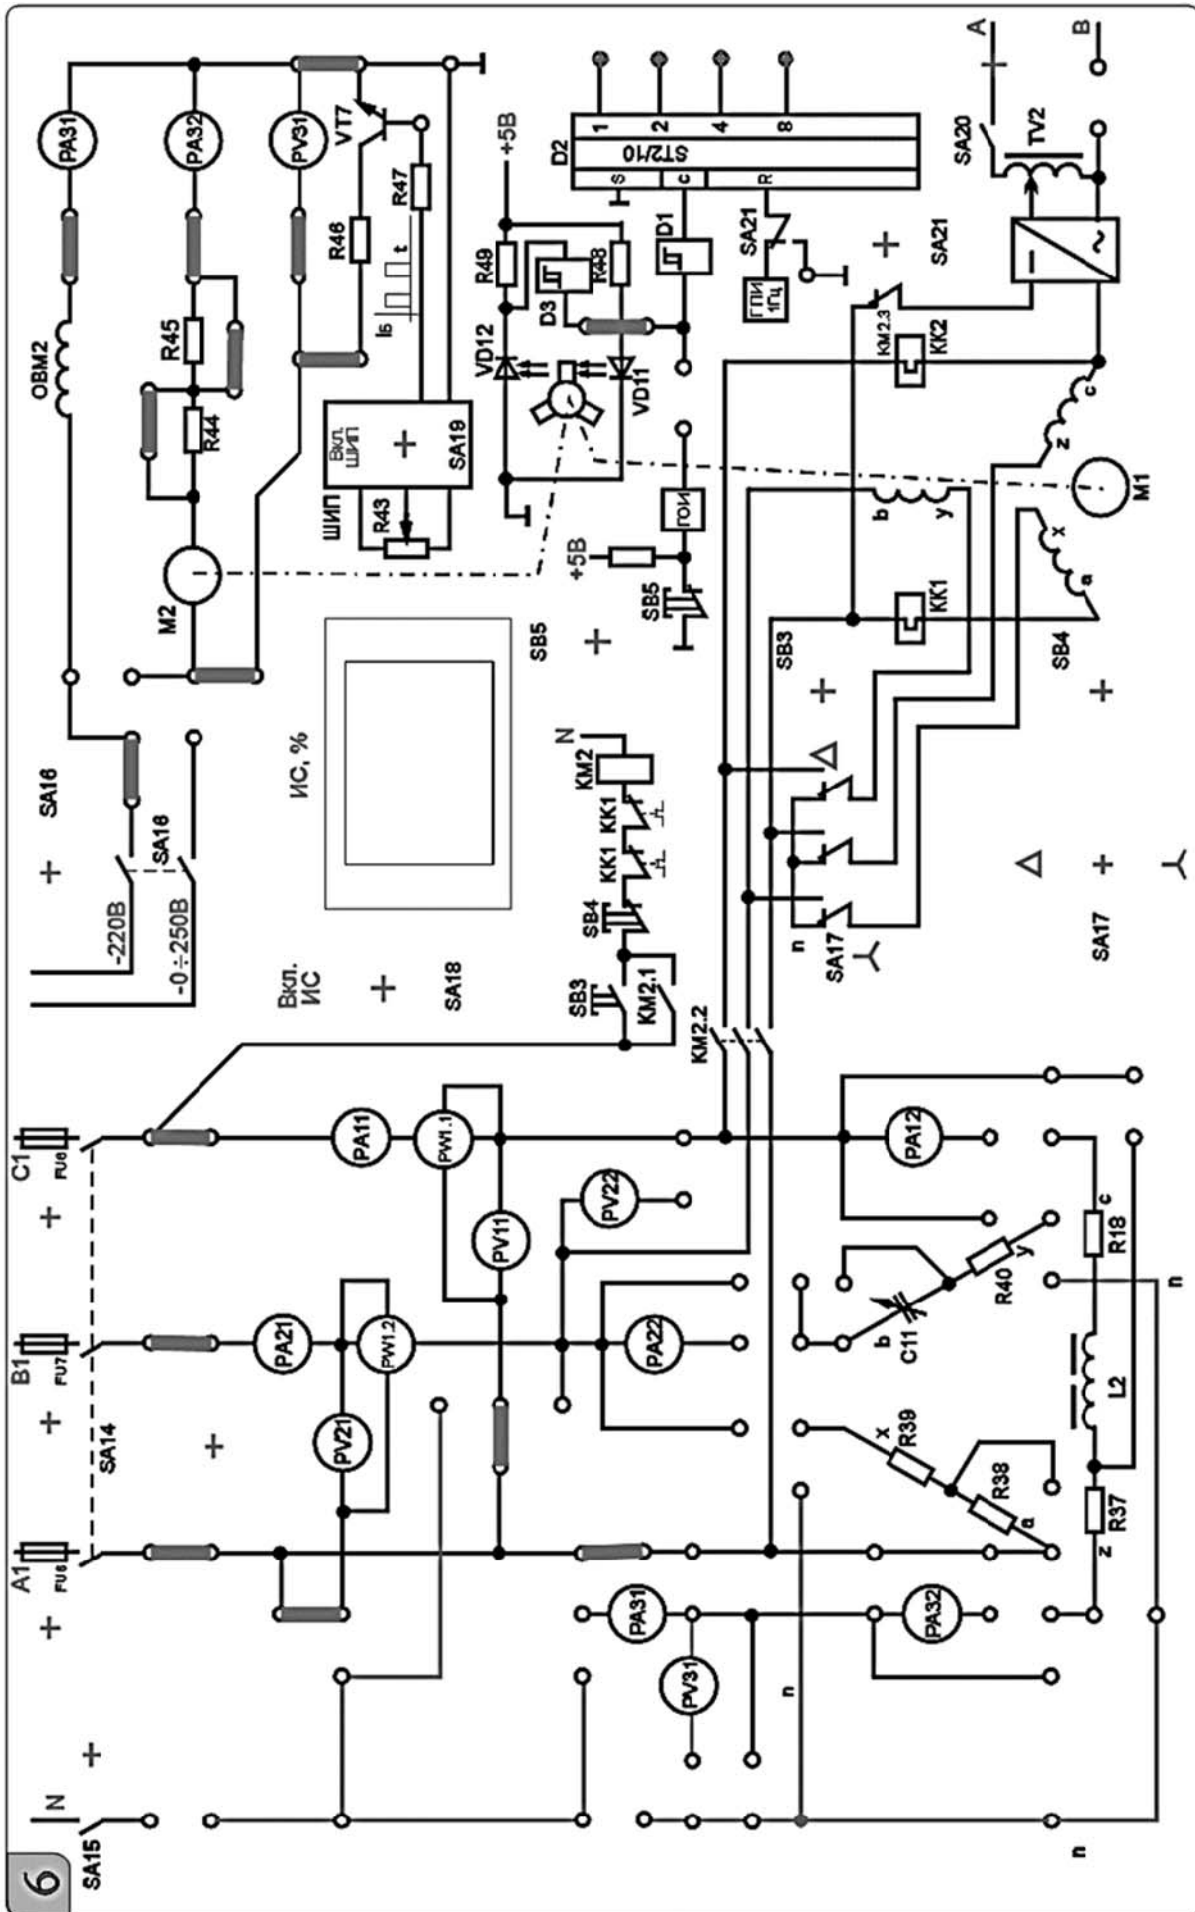 6
N
A1
B1
C1
SA15
FU6
FU7
FU8
SA14
-220В
-0÷250В
SA16
SA16
ОВМ2
PA31
M2
R44
R45
PA32
PV31
PA21
PA11
PV21
PW1.2
PW1.1
PV11
Вкл.
ИС
SA18
ИС, %
ШИП
R43
Вкл.
ШИП
SA19
Iб
t
R46
R47
VT7
PA31
PA22
PV22
PV31
SB3
KM2.1
SB4
KK1
KK1
KM2
N
SB5
+5В
SB5
ГОИ
VD12
VD11
R49
R48
D3
+5В
D1
D2
S
C
R
ST2/10
1
2
4
8
KM2.2
n
n
SA17
SB3
b
y
ГПИ
1Гц
SA21
KM2.3
KK1
KK2
SA21
PA32
x
R39
R38
a
b
C11
R40
y
PA12
z
R37
L2
R18
c
n
n
SA17
SB4
a
x
M1
z
c
SA20
TV2
A
B